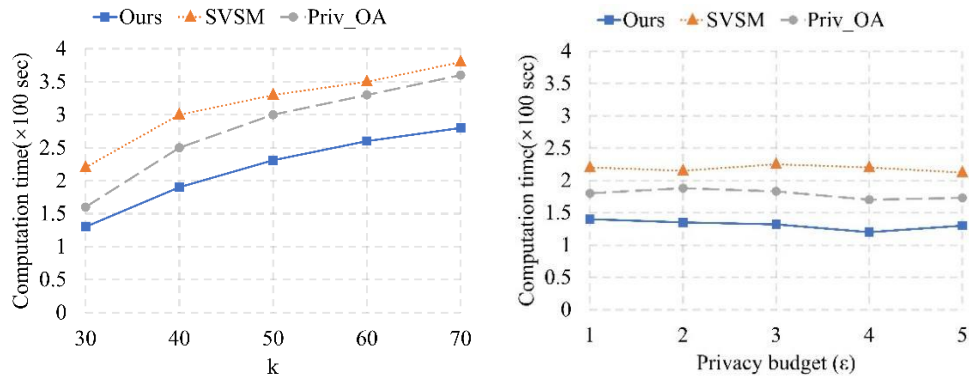 Ours SVSM Priv_OA
Computation time(×100 sec)
4
3.5
3
2.5
2
1.5
1
0.5
0
30 40 50 60 70
k
Ours SVSM Priv_OA
Computation time(×100 sec)
4
3.5
3
2.5
2
1.5
1
0.5
0
1 2 3 4 5
Privacy budget (ε)